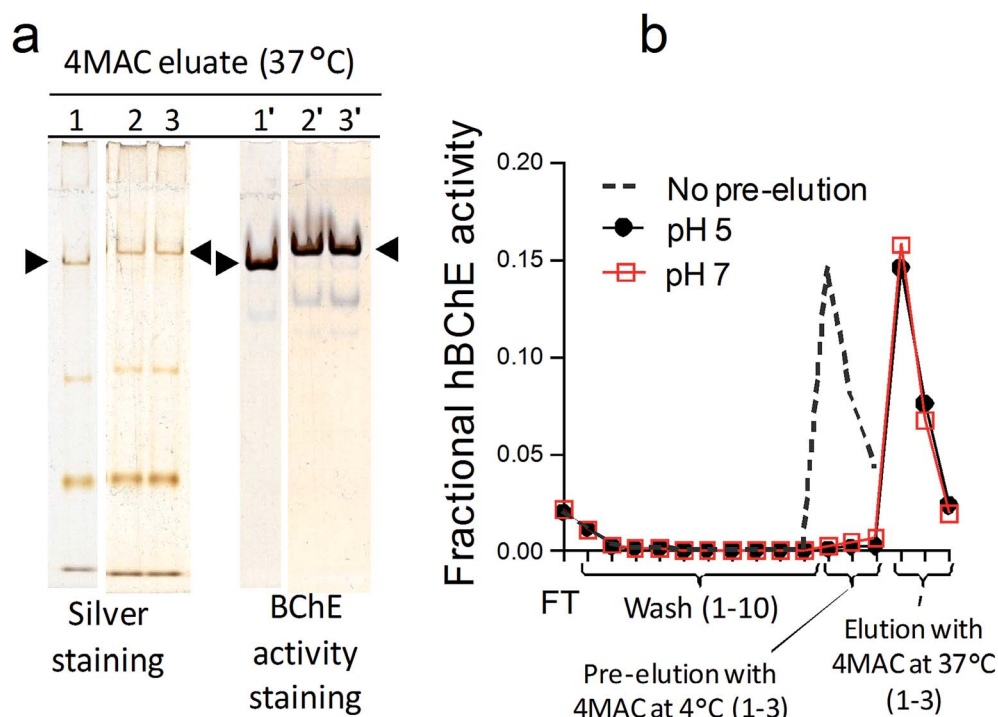 a
4MAC eluate (37°C)
1 2 3 1' 2' 3'
Silver
staining
BChE
activity
staining
b
Fractional hBChE activity
0.20
0.15
0.10
0.05
0.00
No pre-elution
pH 5
pH 7
FT
Wash (1-10)
Pre-elution with
4MAC at 4°C (1-3)
Elution with
4MAC at 37°C
(1-3)